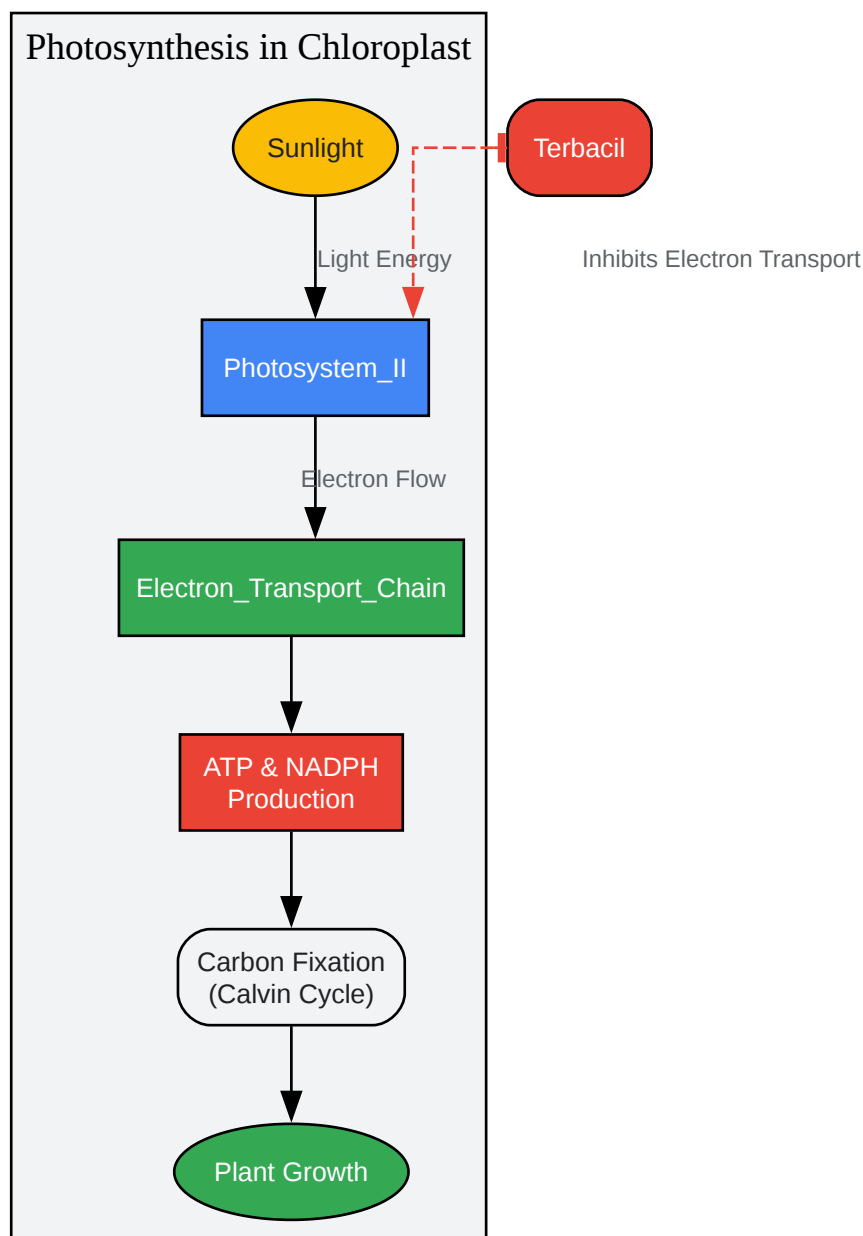 Photosynthesis in Chloroplast
Sunlight
Terbacil
Light Energy
Inhibits Electron Transport
Photosystem_II
Electron Flow
Electron_Transport_Chain
ATP & NADPH
Production
Carbon Fixation
(Calvin Cycle)
Plant Growth